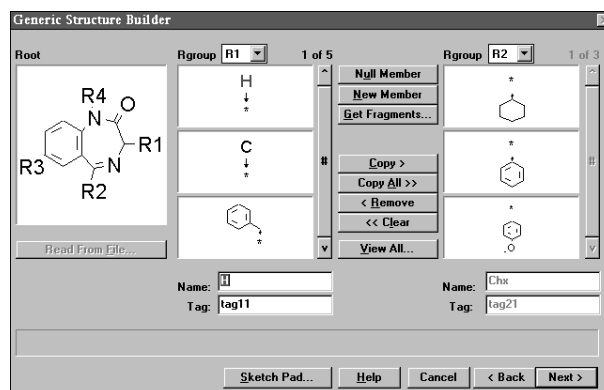 Generic Structure Builder
Root
Rgroup R1 1 of 5
Rgroup R2 1 of 3
R4
O
N
R1
R3
N
R2
H
*
C
*
*
Null Member
New Member
Get Fragments...
Copy >
Copy All >>
< Remove
<< Clear
View All...
*
*
*
.O
#
#
Read From File...
Name: H
Tag: tag11
Name: Chx
Tag: tag21
Sketch Pad...
Help
Cancel
< Back
Next >